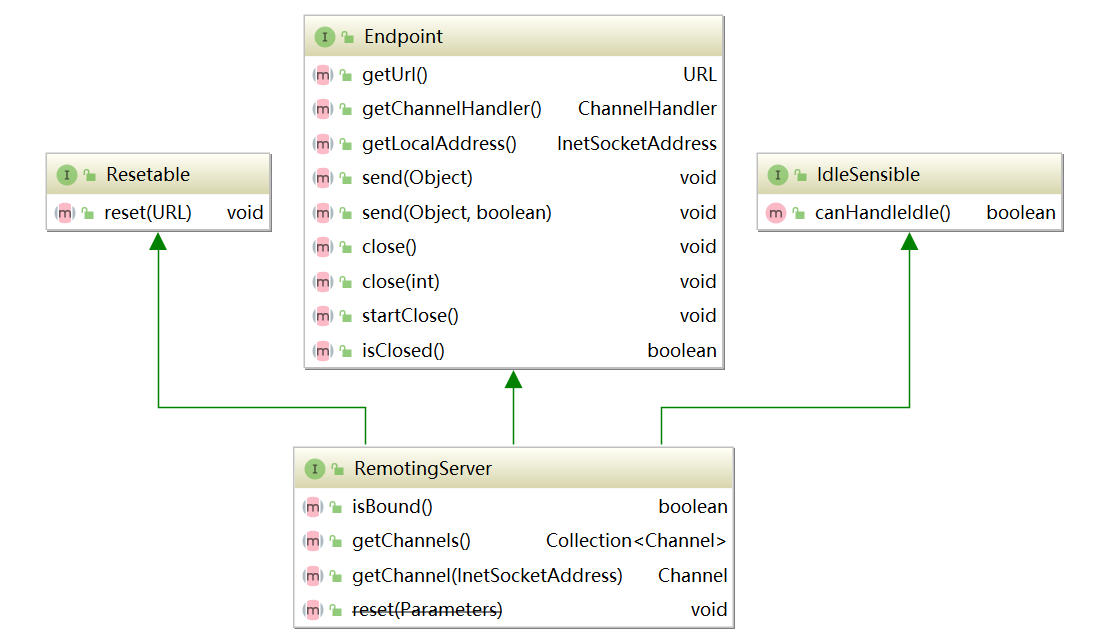 Endpoint
getUrl() URL
getChannelHandler() ChannelHandler
getLocalAddress() InetSocketAddress
send(Object) void
send(Object, boolean) void
close() void
close(int) void
startClose() void
isClosed() boolean
Resetable
reset(URL) void
IdleSensible
canHandleIdle() boolean
RemotingServer
isBound() boolean
getChannels() Collection<Channel>
getChannel(InetSocketAddress) Channel
reset(Parameters) void